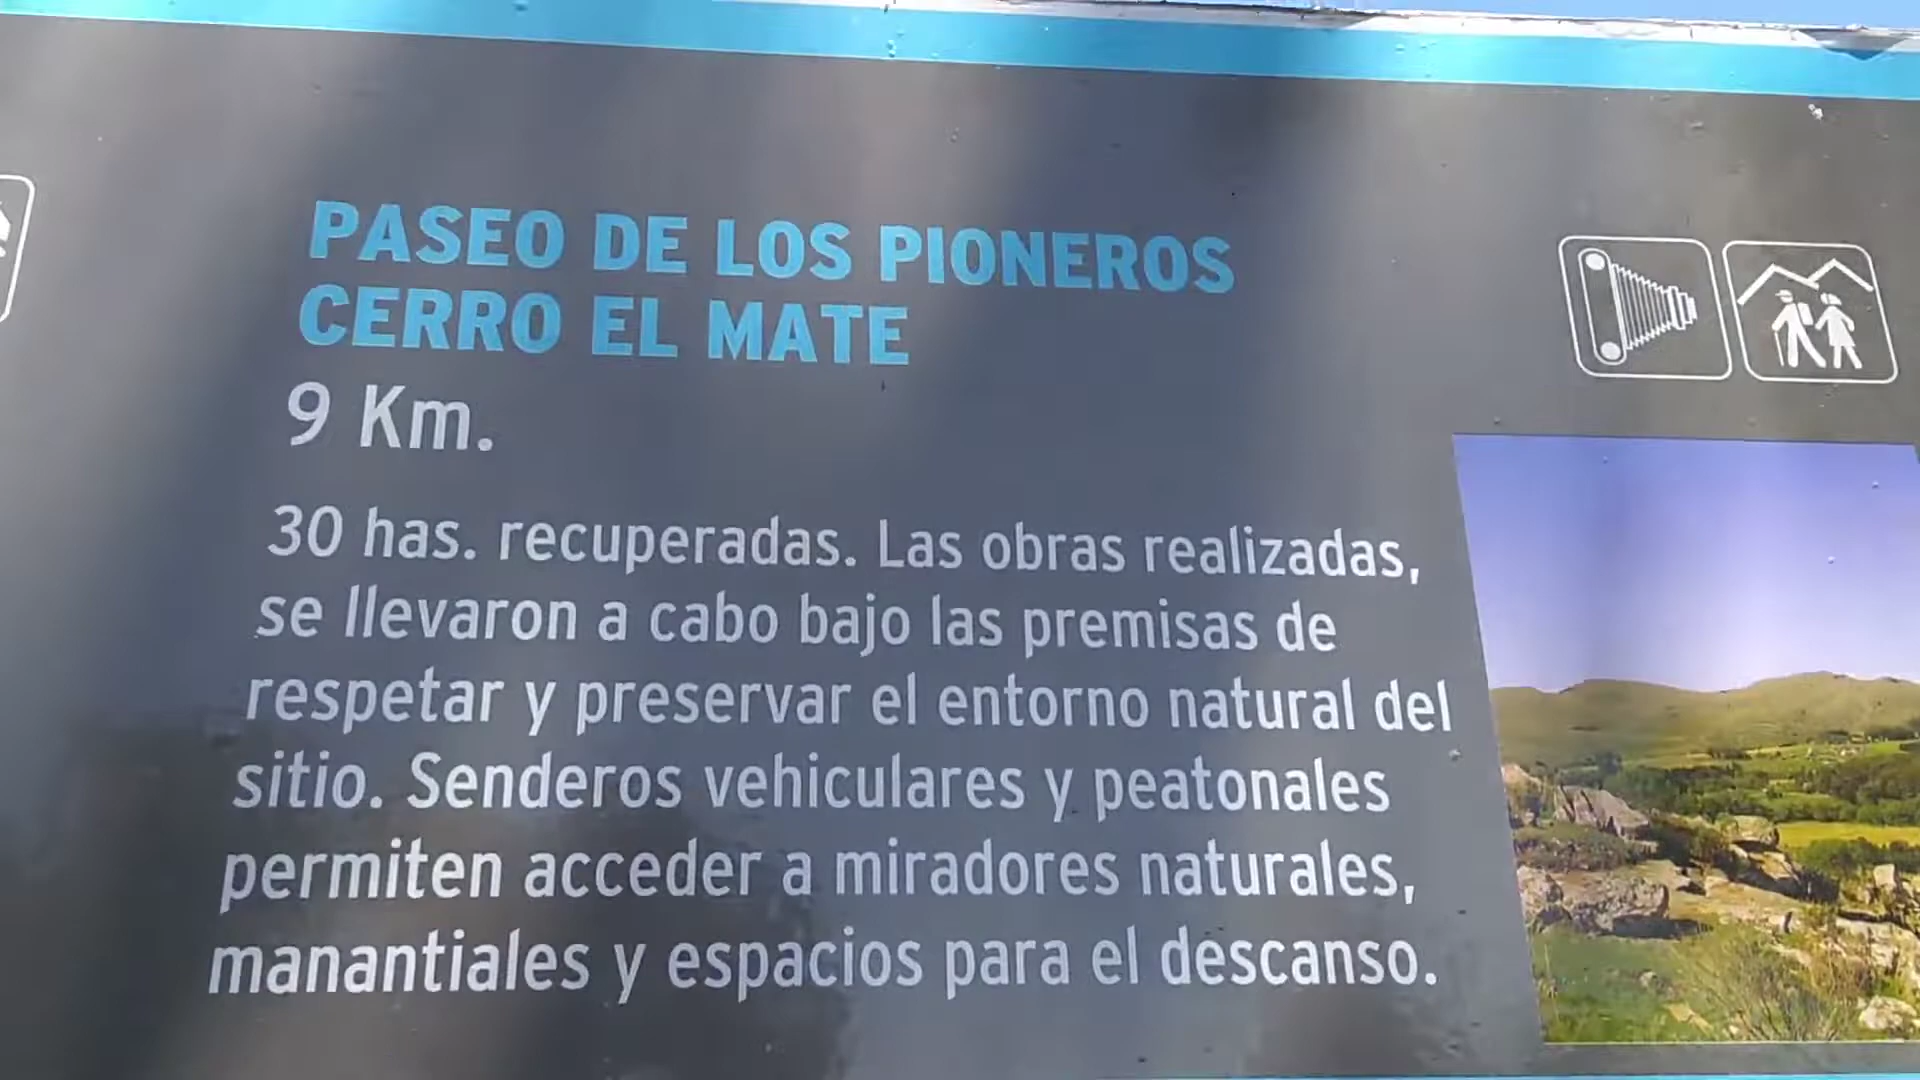 PASEO DE LOS PIONEROS
CERRO EL MATE
9 Km.
30 has. recuperadas. Las obras realizadas,
se llevaron a cabo bajo las premisas de
respetar y preservar el entorno natural del
sitio. Senderos vehiculares y peatonales
permiten acceder a miradores naturales,
manantiales y espacios para el descanso.